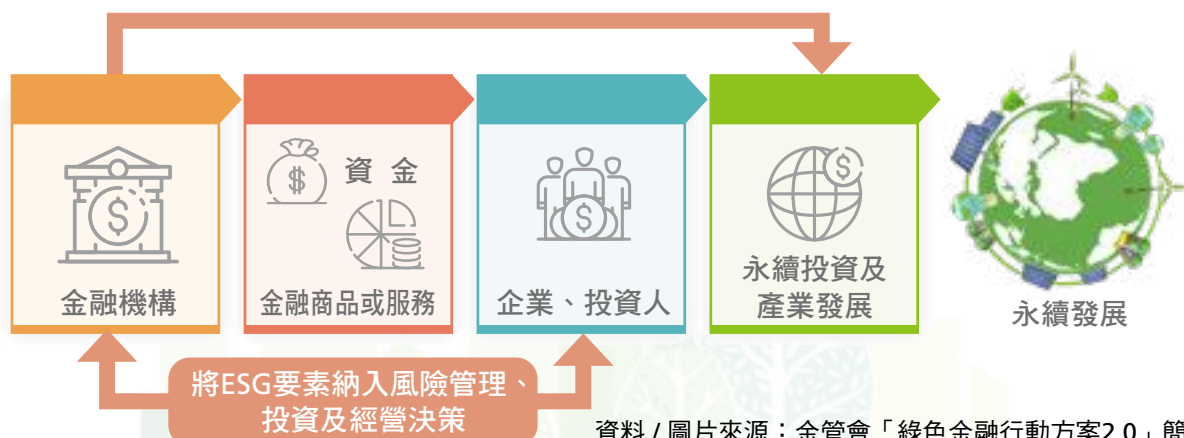 資金
金融機構
金融商品或服務
企業、投資人
永續投資及
產業發展
永續發展
將ESG要素納入風險管理、
投資及經營決策
資料 / 圖片來源：金管會「綠色金融行動方案2.0」簡